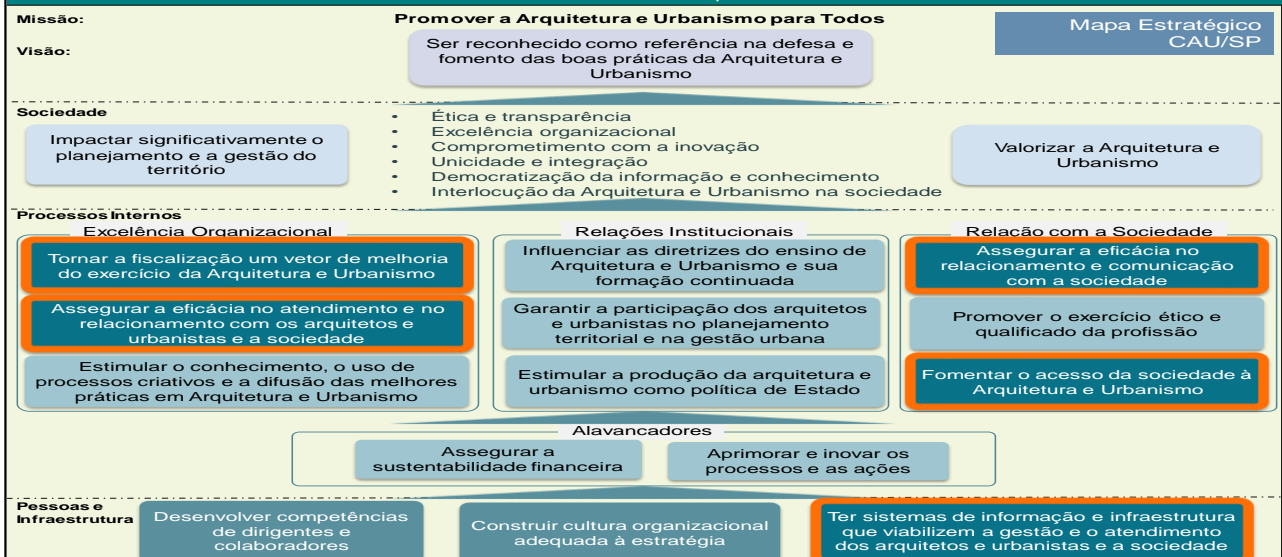 Missão:
Promover a Arquitetura e Urbanismo para Todos
Mapa Estratégico
CAU/SP
Visão:
Ser reconhecido como referência na defesa e
fomento das boas práticas da Arquitetura e
Urbanismo
Sociedade
Impactar significativamente o
planejamento e a gestão do
território
• Ética e transparência
• Excelência organizacional
• Comprometimento com a inovação
• Unicidade e integração
• Democratização da informação e conhecimento
• Interlocução da Arquitetura e Urbanismo na sociedade
Valorizar a Arquitetura e
Urbanismo
Processos Internos
Excelência Organizacional
Tornar a fiscalização um vetor de melhoria
do exercício da Arquitetura e Urbanismo
Assegurar a eficácia no atendimento e no
relacionamento com os arquitetos e
urbanistas e a sociedade
Estimular o conhecimento, o uso de
processos criativos e a difusão das melhores
práticas em Arquitetura e Urbanismo
Relações Institucionais
Influenciar as diretrizes do ensino de
Arquitetura e Urbanismo e sua
formação continuada
Garantir a participação dos arquitetos
e urbanistas no planejamento
territorial e na gestão urbana
Estimular a produção da arquitetura e
urbanismo como política de Estado
Relação com a Sociedade
Assegurar a eficácia no
relacionamento e comunicação
com a sociedade
Promover o exercício ético e
qualificado da profissão
Fomentar o acesso da sociedade à
Arquitetura e Urbanismo
Alavancadores
Assegurar a
sustentabilidade financeira
Aprimorar e inovar os
processos e as ações
Pessoas e
Infraestrutura
Desenvolver competências
de dirigentes e
colaboradores
Construir cultura organizacional
adequada à estratégia
Ter sistemas de informação e infraestrutura
que viabilizem a gestão e o atendimento
dos arquitetos e urbanistas e a sociedade